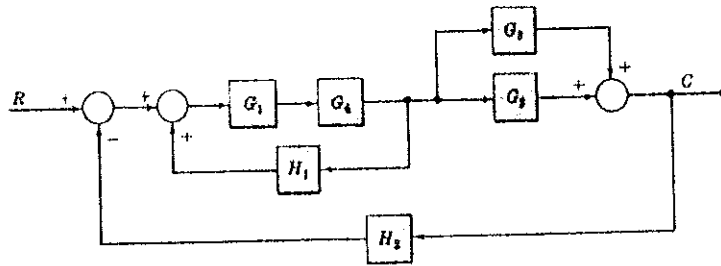 G₃
R + + G₁ G₄ G₂ + + C
− + H₁
H₂